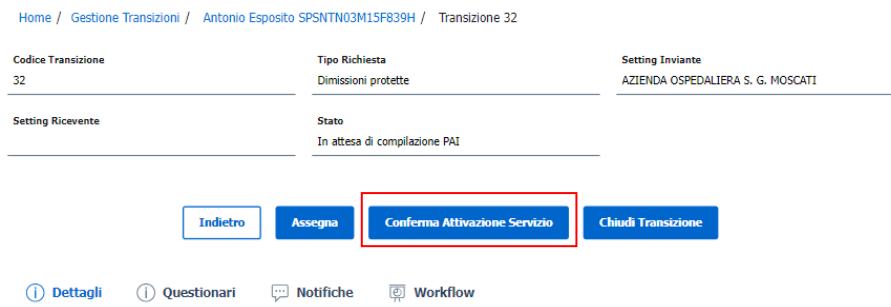 Home / Gestione Transizioni / Antonio Esposito SPSNTN03M15F839H / Transizione 32
Codice Transizione
32
Tipo Richiesta
Dimissioni protette
Setting Inviante
AZIENDA OSPEDALIERA S. G. MOSCATI
Setting Ricevente
Stato
In attesa di compilazione PAI
Indietro
Assegna
Conferma Attivazione Servizio
Chiudi Transizione
Dettagli
Questionari
Notifiche
Workflow